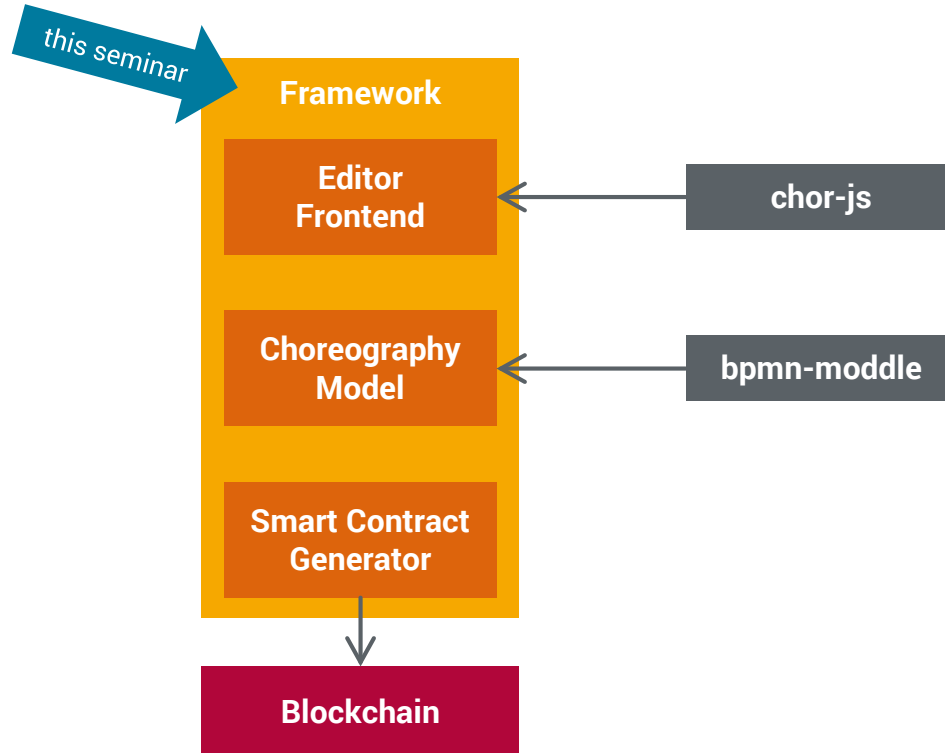 this seminar
Framework
Editor
Frontend
chor-js
Choreography
Model
bpmn-moddle
Smart Contract
Generator
Blockchain